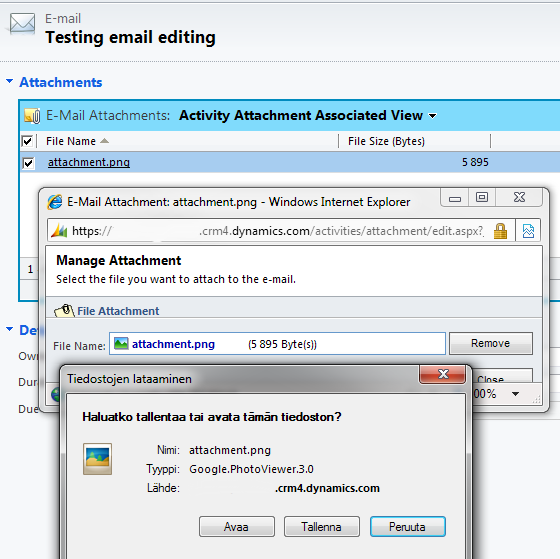 E-mail
Testing email editing
Attachments
E-Mail Attachments: Activity Attachment Associated View
File Name File Size (Bytes)
attachment.png 5 895
E-Mail Attachment: attachment.png - Windows Internet Explorer
https:// .crm4.dynamics.com/activities/attachment/edit.aspx?
Manage Attachment
Select the file you want to attach to the e-mail.
1
File Attachment
File Name: attachment.png (5 895 Byte(s)) Remove
Close
Tiedostojen lataaminen
Due
Haluatko tallentaa tai avata tämän tiedoston?
Nimi: attachment.png
Tyyppi: Google.PhotoViewer.3.0
Lähde: .crm4.dynamics.com
Avaa Tallenna Peruuta